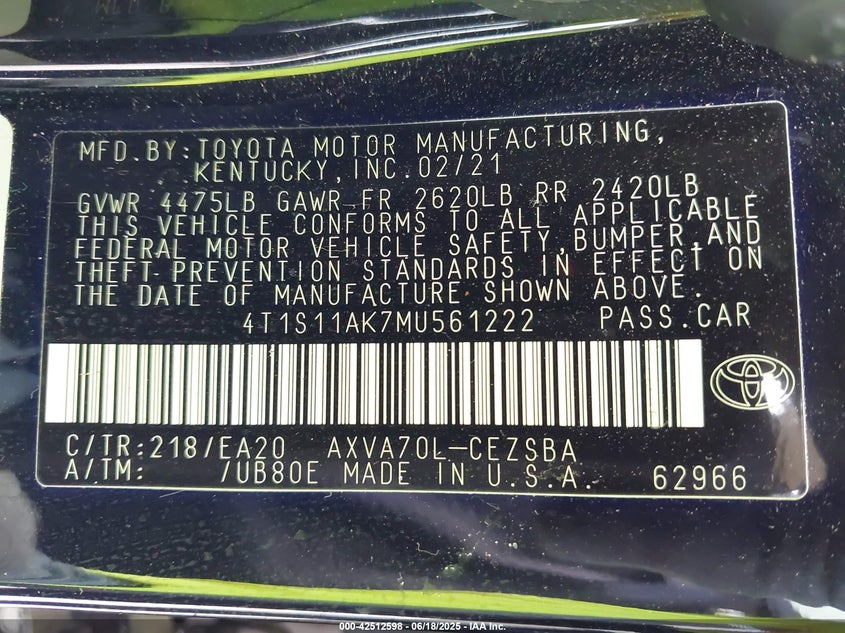 MFD.BY:TOYOTA MOTOR MANUFACTURING,
KENTUCKY,INC.02/21
GVWR 4475LB GAWR FR 2620LB RR 2420LB
THIS VEHICLE CONFORMS TO ALL APPLICABLE
FEDERAL MOTOR VEHICLE SAFETY,BUMPER,AND
THEFT-PREVENTION STANDARDS IN EFFECT ON
THE DATE OF MANUFACTURE SHOWN ABOVE.
4T1S11AK7MU561222 PASS.CAR
C/TR:218/EA20 AXVA70L-CEZSBA
A/TM: /UB80E MADE IN U.S.A. 62966
000-42512598 - 06/18/2025 - IAA Inc.